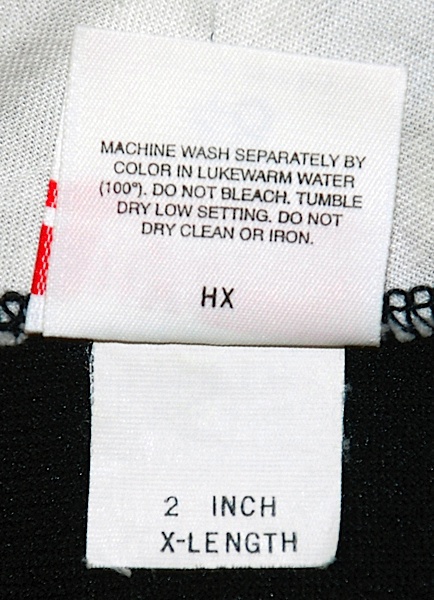 MACHINE WASH SEPARATELY BY
COLOR IN LUKEWARM WATER
(100°). DO NOT BLEACH. TUMBLE
DRY LOW SETTING. DO NOT
DRY CLEAN OR IRON.
HX
2 INCH
X-LENGTH